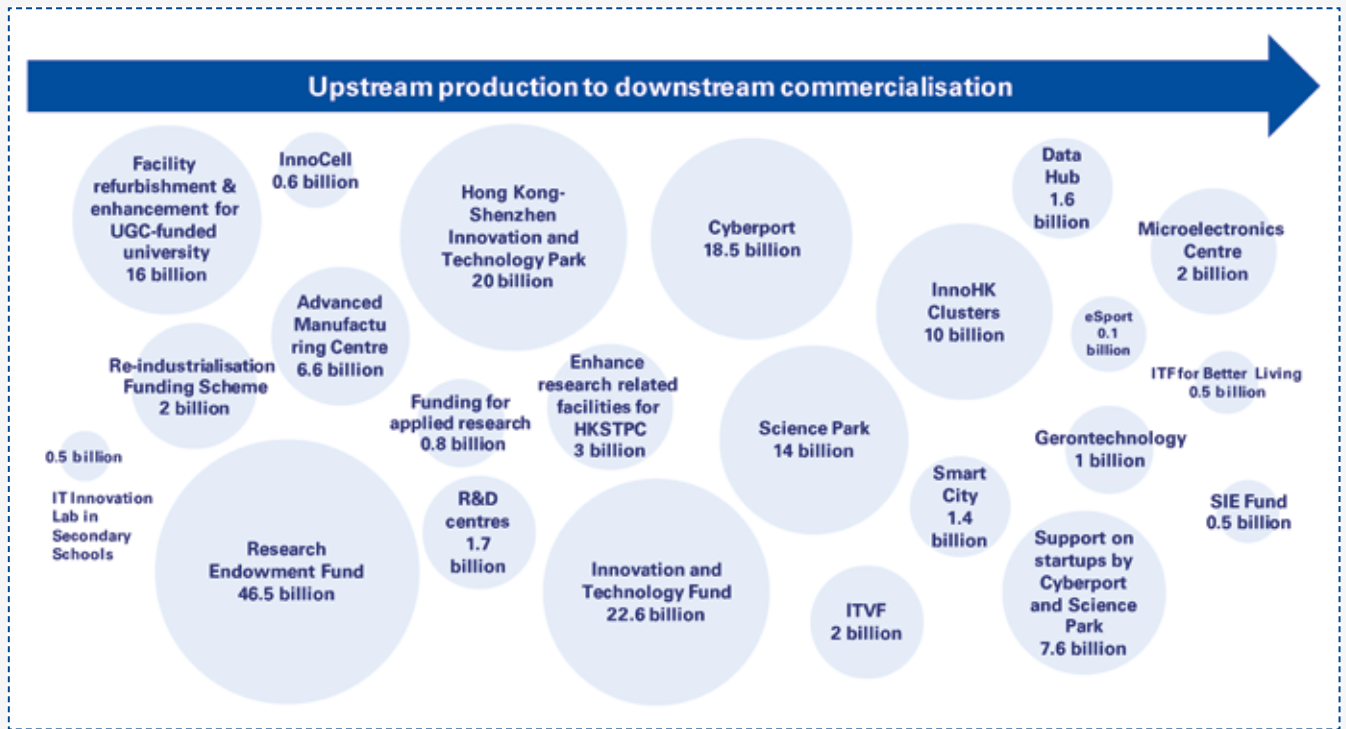 Upstream production to downstream commercialisation
Facility
refurbishment &
enhancement for
UGC-funded
university
16 billion
InnoCell
0.6 billion
Hong Kong-
Shenzhen
Innovation and
Technology Park
20 billion
Cyberport
18.5 billion
Data
Hub
1.6
billion
Microelectronics
Centre
2 billion
Advanced
Manufactu
ring Centre
6.6 billion
InnoHK
Clusters
10 billion
eSport
0.1
billion
Re-industrialisation
Funding Scheme
2 billion
Funding for
applied research
0.8 billion
Enhance
research related
facilities for
HKSTPC
3 billion
Science Park
14 billion
ITF for Better Living
0.5 billion
Gerontechnology
1 billion
0.5 billion
IT Innovation
Lab in
Secondary
Schools
Research
Endowment Fund
46.5 billion
R&D
centres
1.7
billion
Innovation and
Technology Fund
22.6 billion
Smart
City
1.4
billion
SIE Fund
0.5 billion
ITVF
2 billion
Support on
startups by
Cyberport
and Science
Park
7.6 billion